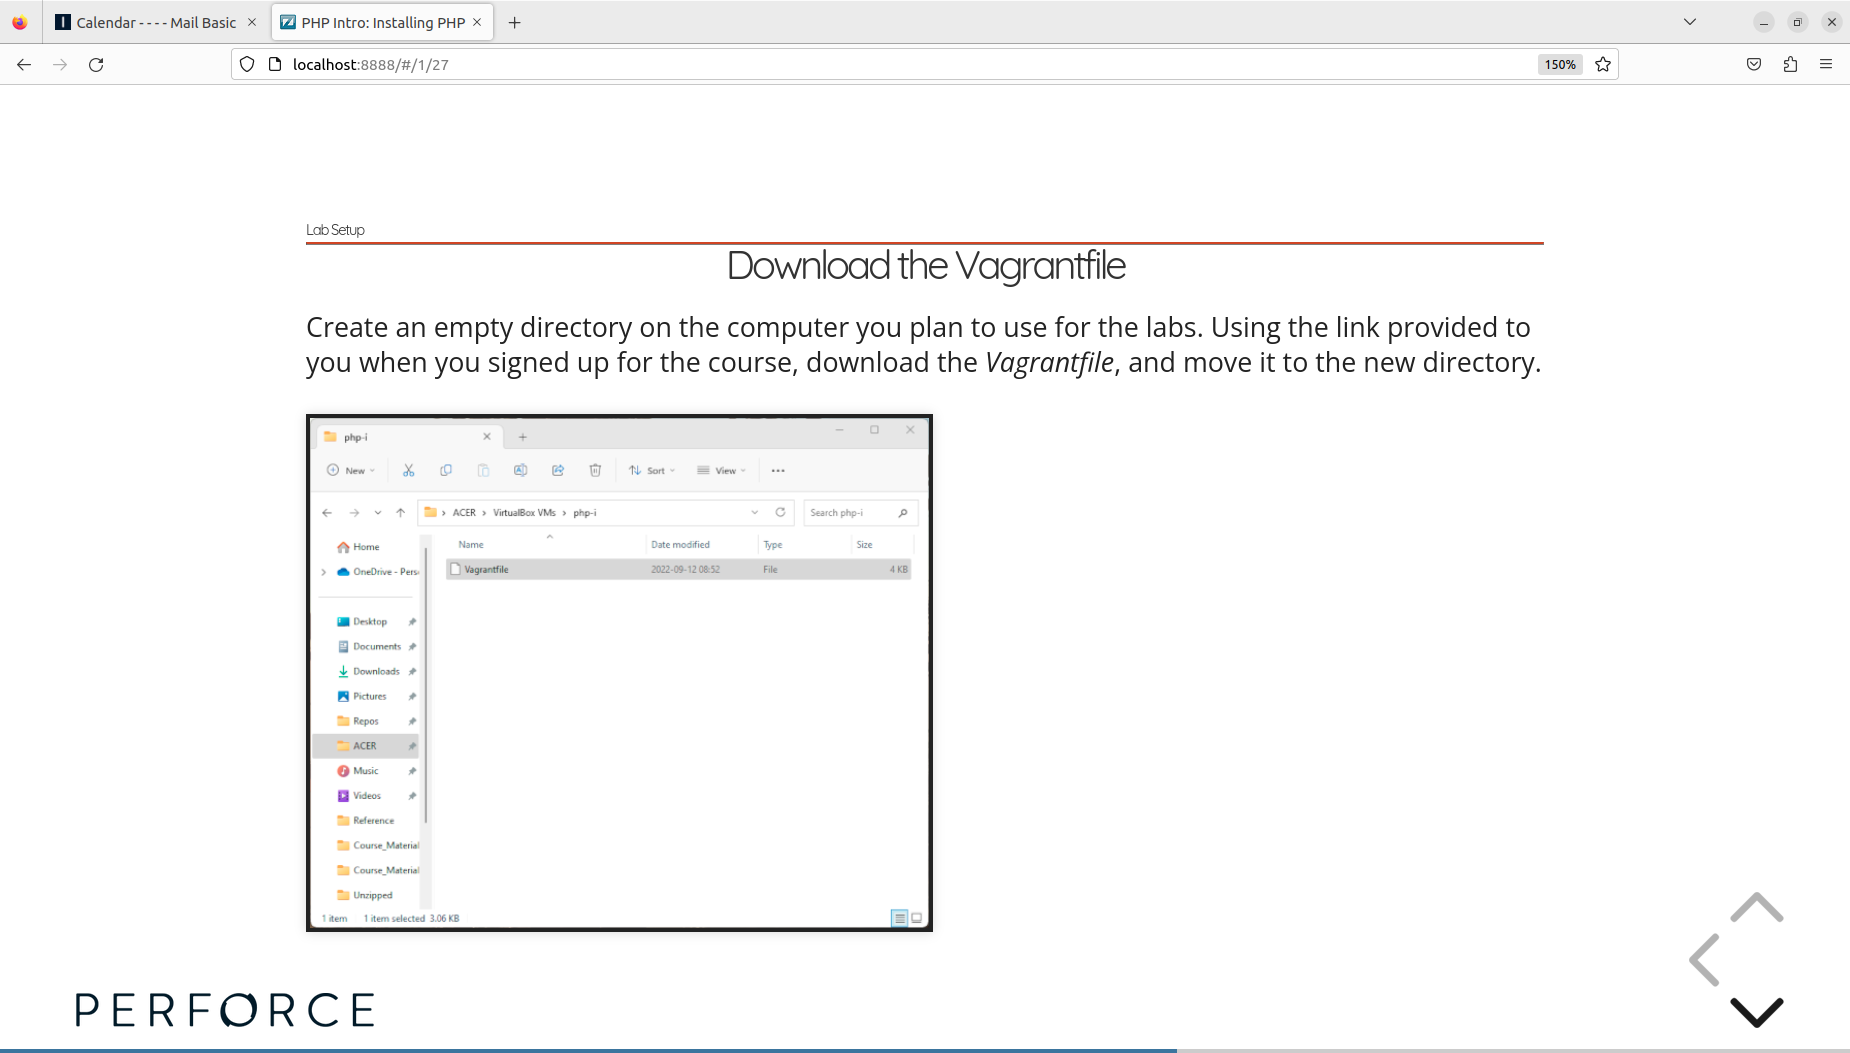 Calendar - - - - Mail Basic
PHP Intro: Installing PHP
localhost:8888/#/1/27
150%
Lab Setup
Download the Vagrantfile
Create an empty directory on the computer you plan to use for the labs. Using the link provided to
you when you signed up for the course, download the Vagrantfile, and move it to the new directory.
php-i
New
Sort
View
ACER > VirtualBox VMs > php-i
Search php-i
Name
Date modified
Type
Size
Vagrantfile
2022-09-12 08:52
File
4 KB
Home
OneDrive - Pers
Desktop
Documents
Downloads
Pictures
Repos
ACER
Music
Videos
Reference
Course_Material
Course_Material
Unzipped
1 item
1 item selected 3.06 KB
PERFORCE